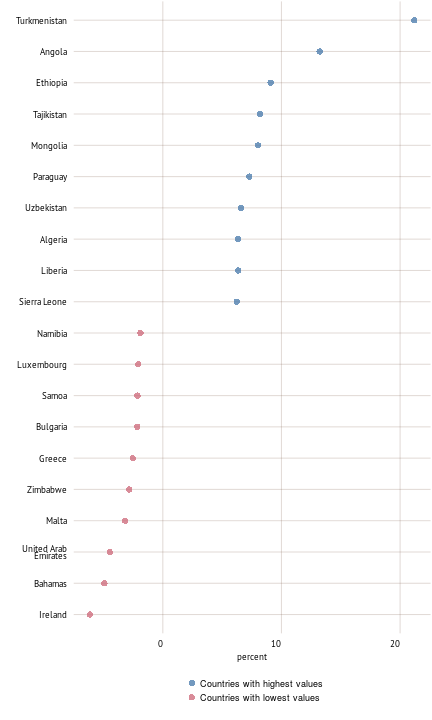 Turkmenistan
Angola
Ethiopia
Tajikistan
Mongolia
Paraguay
Uzbekistan
Algeria
Liberia
Sierra Leone
Namibia
Luxembourg
Samoa
Bulgaria
Greece
Zimbabwe
Malta
United Arab
Emirates
Bahamas
Ireland
0 10 20
percent
Countries with highest values
Countries with lowest values